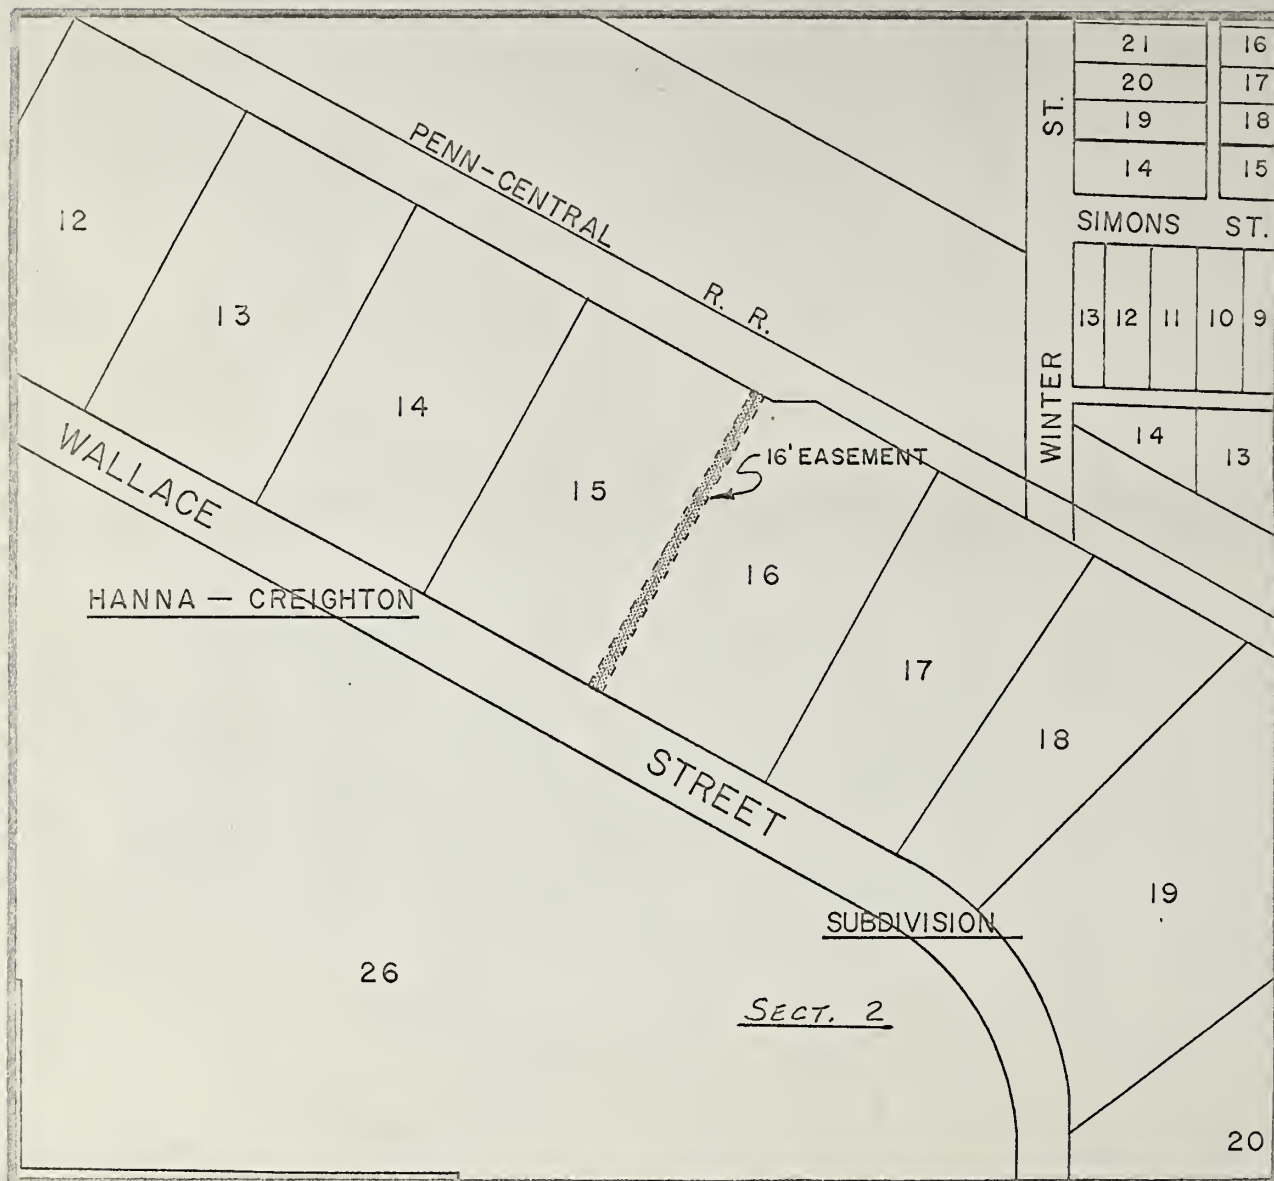 21 16
20 17
19 18
14 15
ST.
WINTER
SIMONS ST.
13 12 11 10 9
14 13
PENN-CENTRAL
R. R.
12
13
14
15
16' EASEMENT
16
17
18
19
20
WALLACE
STREET
HANNA — CREIGHTON
SUBDIVISION
SECT. 2
26